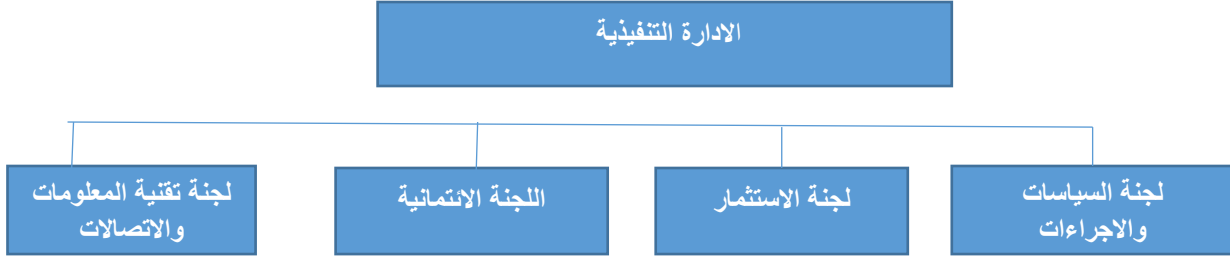 الادارة التنفيذية
لجنة السياسات
والاجراءات
لجنة الاستثمار
اللجنة الائتمانية
لجنة تقنية المعلومات
والاتصالات